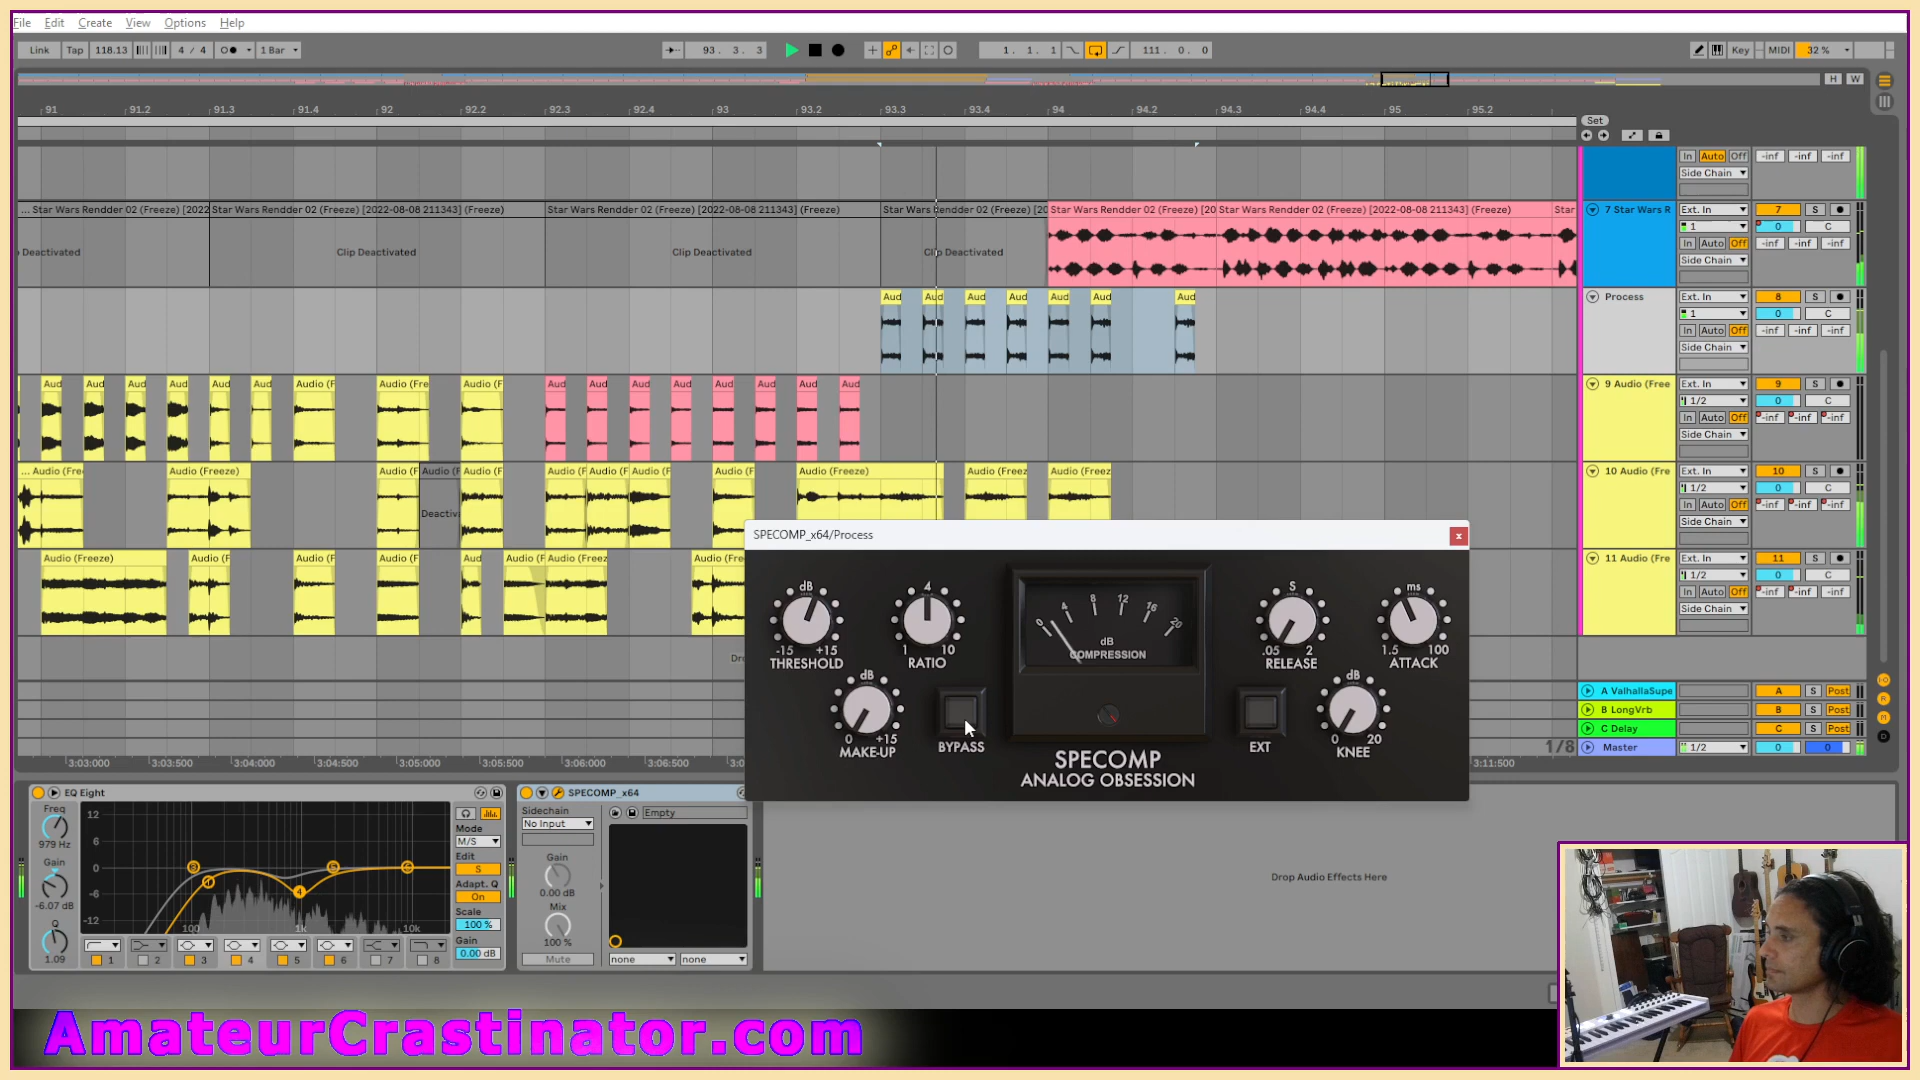 File Edit Create View Options Help
Link Tap 118.13 4 / 4 1 Bar 93. 3. 3 1. 1. 1 111. 0. 0 Key MIDI 32 %
H W
91 91.2 91.3 91.4 92 92.2 92.3 92.4 93 93.2 93.3 93.4 94 94.2 94.3 94.4 95 95.2
Set
In Auto Off -inf -inf -inf
Side Chain
... Star Wars Rendder 02 (Freeze) [2022 Star Wars Rendder 02 (Freeze) [2022-08-08 211343] (Freeze) Star Wars Rendder 02 (Freeze) [2022-08-08 211343] (Freeze) Star Wars Rendder 02 (Freeze) [20 Star Wars Rendder 02 (Freeze) [20 Star Wars Rendder 02 (Freeze) [2022-08-08 211343] (Freeze) Star
7 Star Wars R Ext. In 7 S
1 0 C
Deactivated Clip Deactivated Clip Deactivated Clip Deactivated
In Auto Off -inf -inf -inf
Side Chain
Aud Aud Aud Aud Aud Aud Aud
Process Ext. In 8 S
1 0 C
In Auto Off -inf -inf -inf
Side Chain
Aud Aud Aud Aud Aud Aud Audio (F Audio (Fre Audio (F Aud Aud Aud Aud Aud Aud Aud Aud
9 Audio (Free Ext. In 9 S
1/2 0 C
In Auto Off -inf -inf -inf
Side Chain
... Audio (Fre Audio (Freeze) Audio (F Audio (F Audio (F Audio (F Audio (F Audio (F Audio (F Audio (Freeze) Audio (Freez Audio (Freez
10 Audio (Fre Ext. In 10 S
1/2 0 C
Deactiv
In Auto Off -inf -inf -inf
Side Chain
Audio (Freeze) Audio (F Audio (F Audio (F Aud Audio (F Audio (Freez Audio (Fre
11 Audio (Fre Ext. In 11 S
1/2 0 C
In Auto Off -inf -inf -inf
Side Chain
SPECOMP_x64/Process
dB
-15 +15
THRESHOLD
4
1 10
RATIO
0 4 8 12 16 20
dB
COMPRESSION
S
.05 2
RELEASE
ms
1.5 100
ATTACK
dB
0 +15
MAKE-UP
BYPASS
EXT
dB
0 20
KNEE
SPECOMP
ANALOG OBSESSION
A ValhallaSupe A S Post
B LongVrb B S Post
C Delay C S Post
1/8 Master 1/2 0 0
3:03:000 3:03:500 3:04:000 3:04:500 3:05:000 3:05:500 3:06:000 3:06:500 3:11:500
EQ Eight
Freq
979 Hz
Gain
-6.07 dB
Q
1.09
12
6
0
-6
-12
100 1k 10k
1 2 3 4 5 6 7 8
Mode
M/S
Edit
S
Adapt. Q
On
Scale
100 %
Gain
0.00 dB
SPECOMP_x64
Sidechain
No Input
Empty
Gain
0.00 dB
Mix
100 %
Mute none none
Drop Audio Effects Here
AmateurCrastinator.com